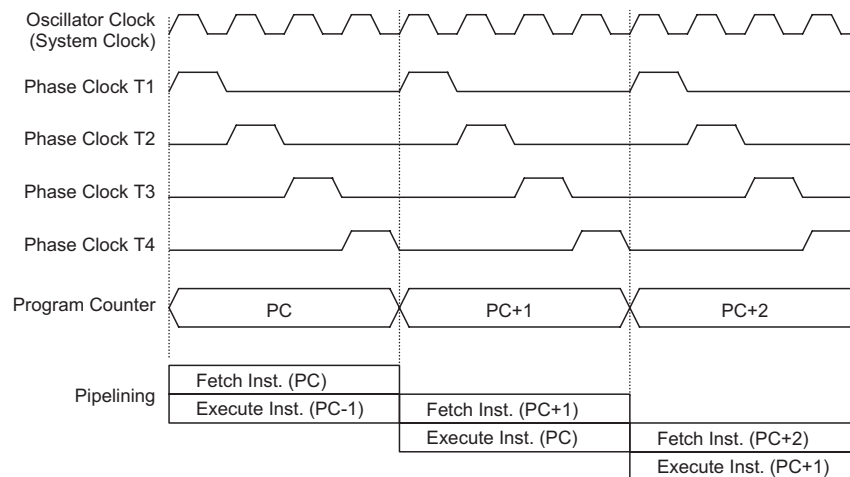 Oscillator Clock
(System Clock)
Phase Clock T1
Phase Clock T2
Phase Clock T3
Phase Clock T4
Program Counter
PC
PC+1
PC+2
Pipelining
Fetch Inst. (PC)
Execute Inst. (PC-1)
Fetch Inst. (PC+1)
Execute Inst. (PC)
Fetch Inst. (PC+2)
Execute Inst. (PC+1)